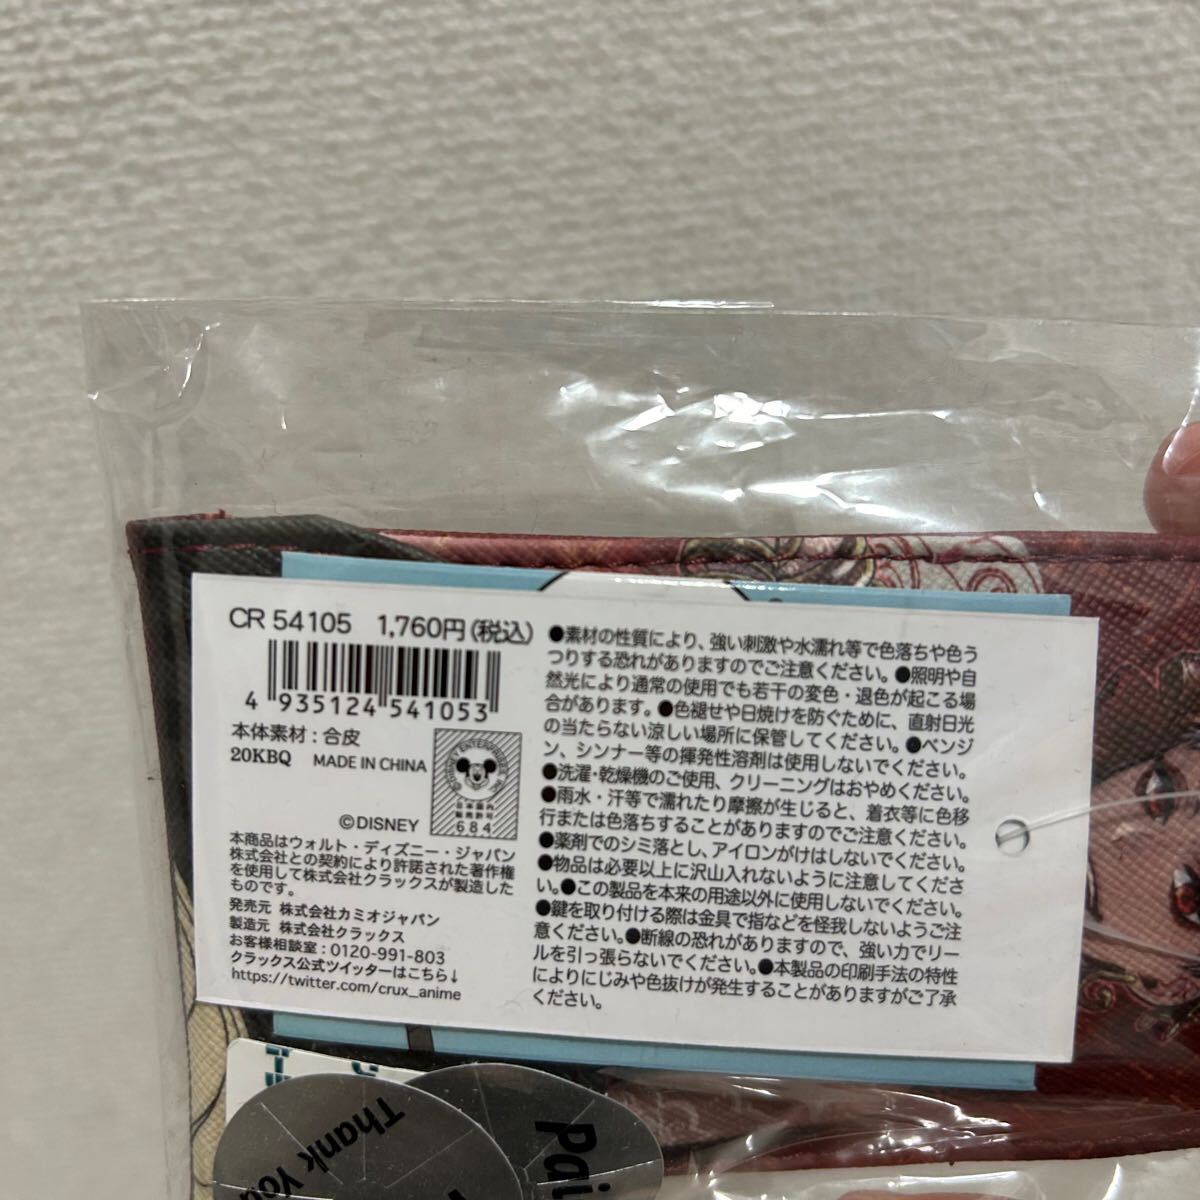 CR 54105 1,760円(税込)
4 935124 541053
本体素材:合皮
20KBQ MADE IN CHINA
©DISNEY ENTERPRISES, INC.
日本国内
販売許可
684
©DISNEY
本商品はウォルト・ディズニー・ジャパン
株式会社との契約により許諾された著作権
を使用して株式会社クラックスが製造した
ものです。
発売元 株式会社カミオジャパン
製造元 株式会社クラックス
お客様相談室:0120-991-803
クラックス公式ツイッターはこちら↓
https://twitter.com/crux_anime
●素材の性質により、強い刺激や水濡れ等で色落ちや色う
つりする恐れがありますのでご注意ください。●照明や自
然光により通常の使用でも若干の変色・退色が起こる場
合があります。●色褪せや日焼けを防ぐために、直射日光
の当たらない涼しい場所に保管してください。●ベンジ
ン、シンナー等の揮発性溶剤は使用しないでください。
●洗濯・乾燥機のご使用、クリーニングはおやめください。
●雨水・汗等で濡れたり摩擦が生じると、着衣等に色移
行または色落ちすることがありますのでご注意ください。
●薬剤でのシミ落とし、アイロンがけはしないでください。
●物品は必要以上に沢山入れないように注意してくださ
い。●この製品を本来の用途以外に使用しないでください。
●鍵を取り付ける際は金具で指などを怪我しないようご注
意ください。●断線の恐れがありますので、強い力でリー
ルを引っ張らないでください。●本製品の印刷手法の特性
によりにじみや色抜けが発生することがありますがご了承
ください。
Thank You
Pai